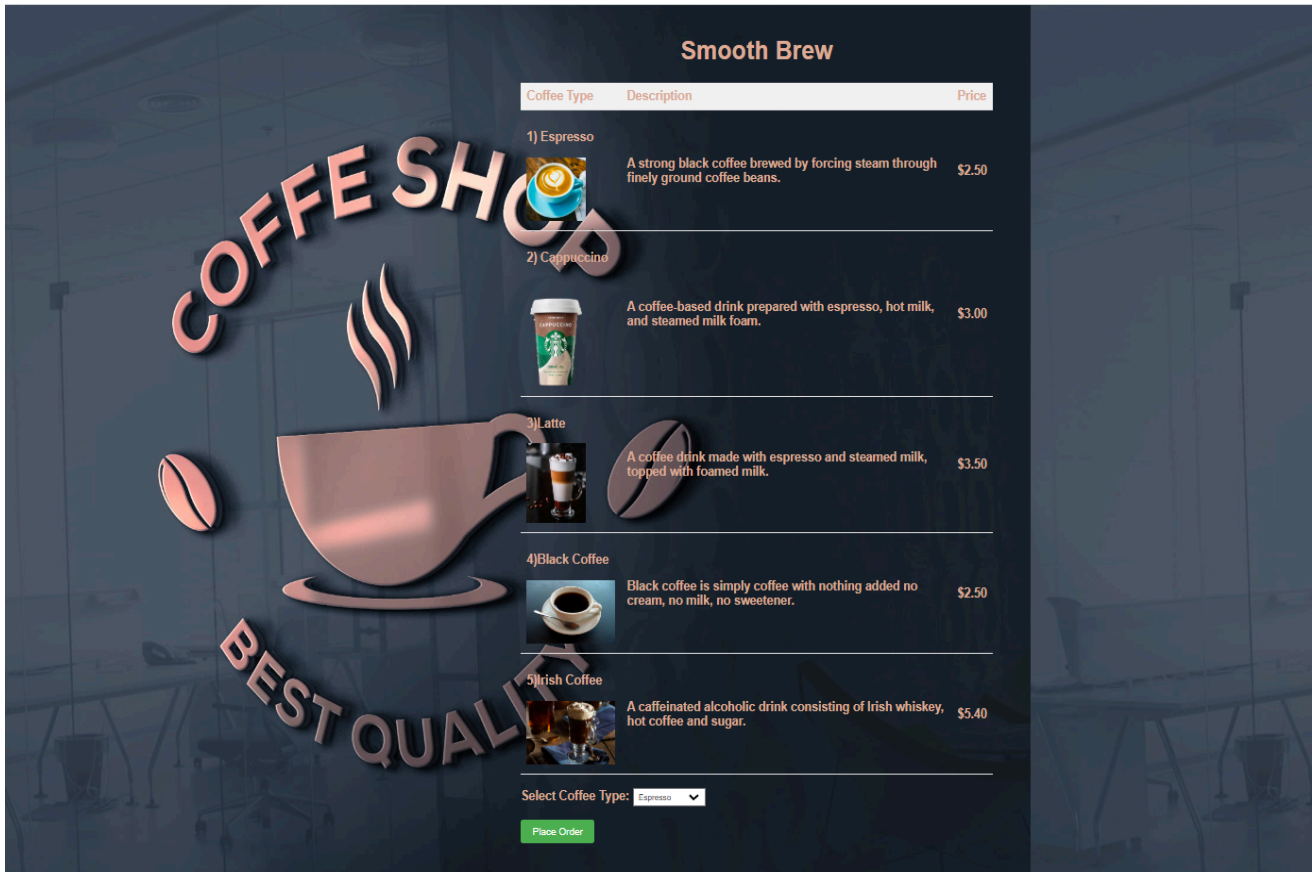 COFFE SHOP
BEST QUALITY
Smooth Brew
Coffee Type Description Price
1) Espresso
A strong black coffee brewed by forcing steam through
finely ground coffee beans.
$2.50
2) Cappuccino
CAPPUCCINO
A coffee-based drink prepared with espresso, hot milk,
and steamed milk foam.
$3.00
3)Latte
A coffee drink made with espresso and steamed milk,
topped with foamed milk.
$3.50
4)Black Coffee
Black coffee is simply coffee with nothing added no
cream, no milk, no sweetener.
$2.50
5)Irish Coffee
A caffeinated alcoholic drink consisting of Irish whiskey,
hot coffee and sugar.
$5.40
Select Coffee Type: Espresso
Place Order